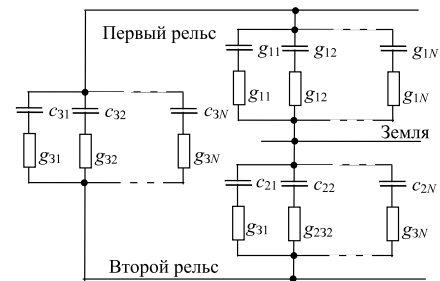 Первый рельс
g11 g12 g1N
g11 g12 g1N
c31 c32 c3N
Земля
g31 g32 g3N
c21 c22 c2N
g31 g232 g3N
Второй рельс